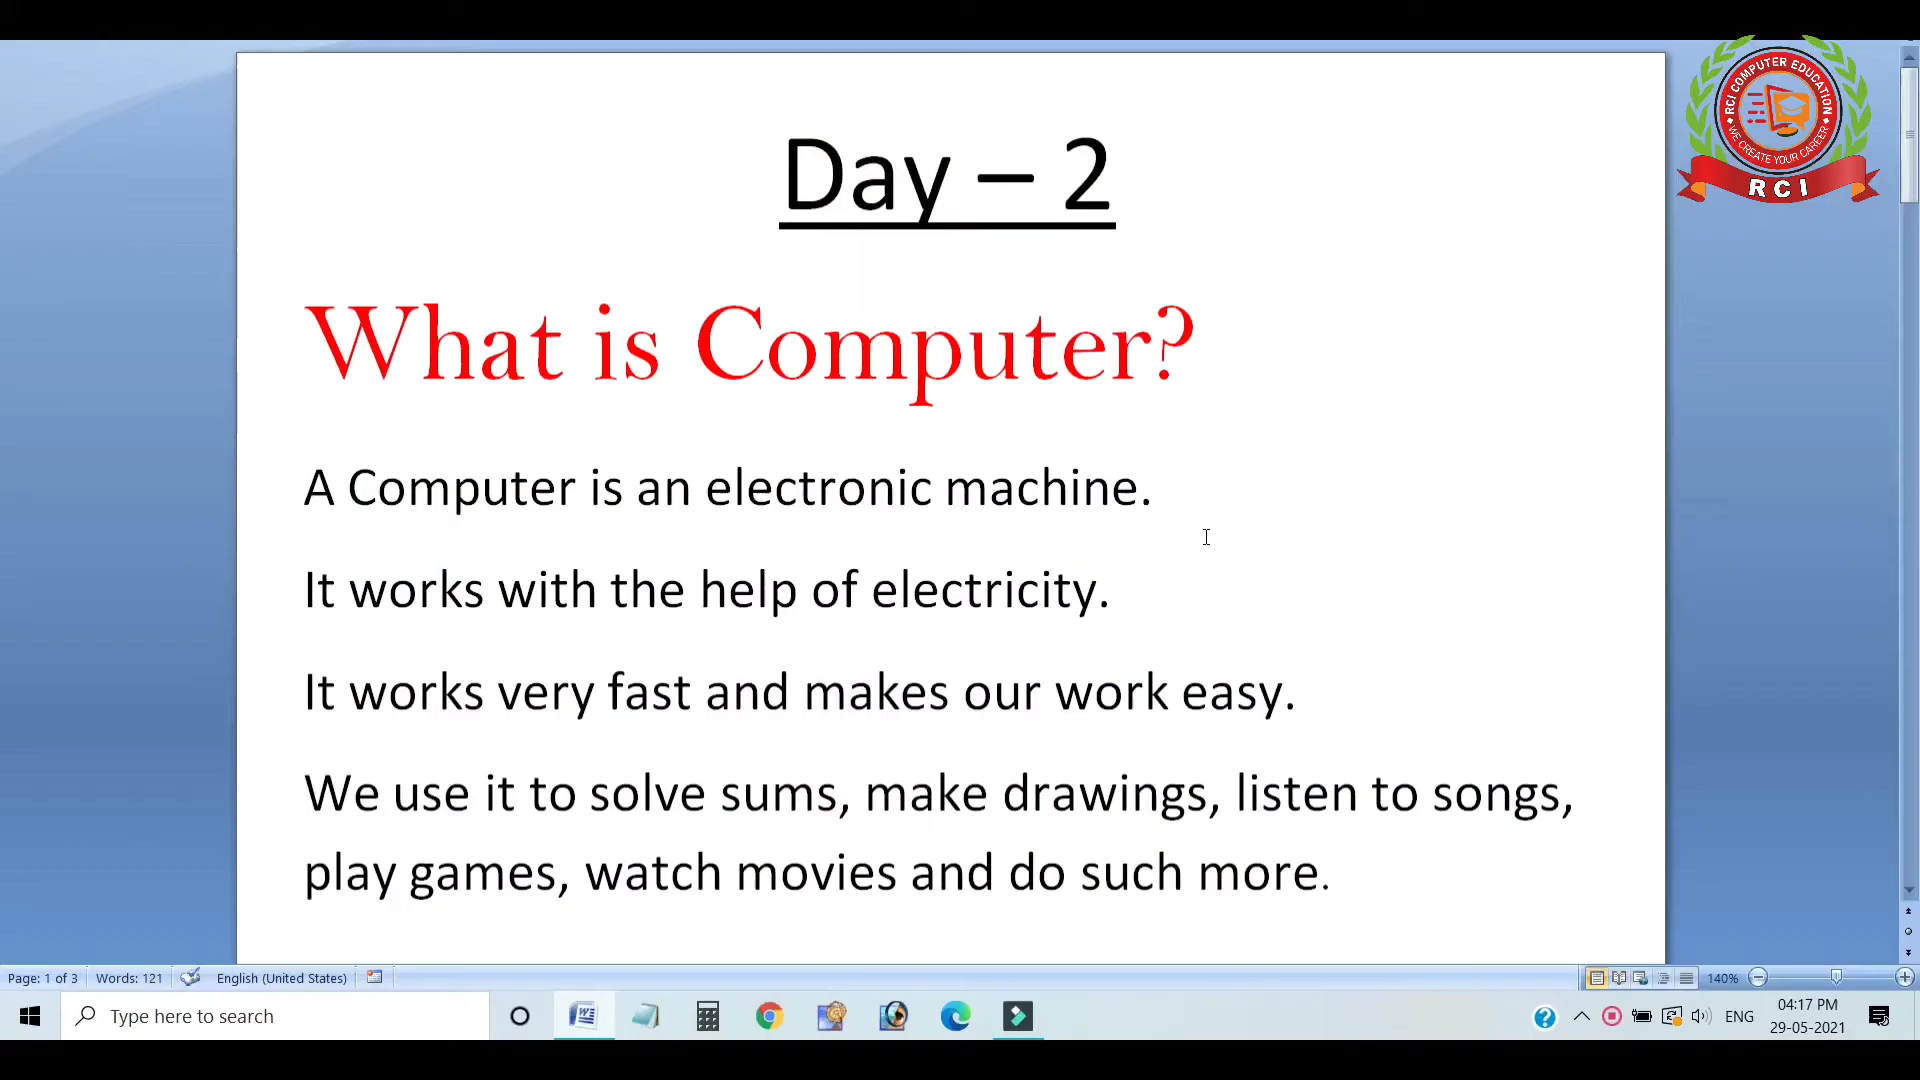 RCI COMPUTER EDUCATION
WE CREATE YOUR CAREER
RCI
Day – 2
What is Computer?
A Computer is an electronic machine.
It works with the help of electricity.
It works very fast and makes our work easy.
We use it to solve sums, make drawings, listen to songs,
play games, watch movies and do such more.
Page: 1 of 3 Words: 121 English (United States) 140%
Type here to search ENG 04:17 PM
29-05-2021